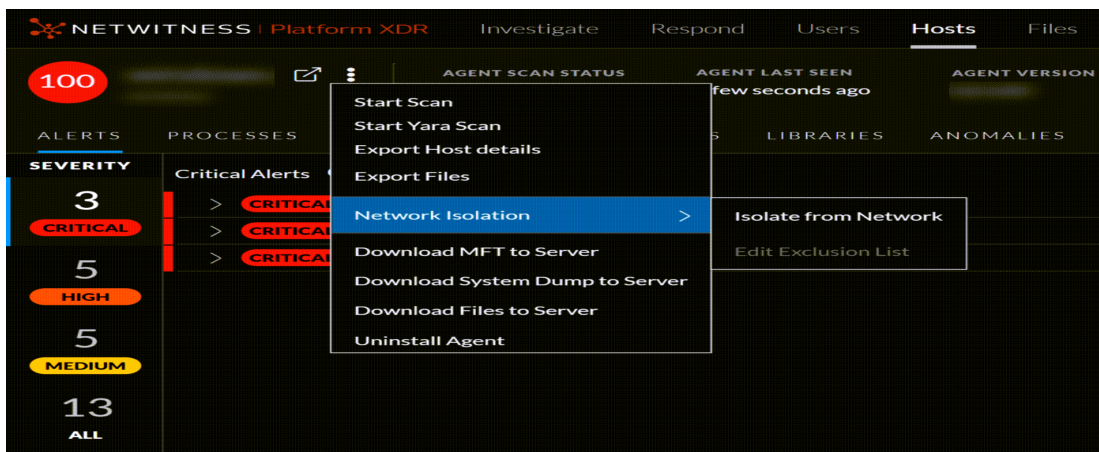 NETWITNESS Platform XDR Investigate Respond Users Hosts Files
100
AGENT SCAN STATUS AGENT LAST SEEN AGENT VERSION
few seconds ago
ALERTS PROCESSES S LIBRARIES ANOMALIES
Start Scan
Start Yara Scan
Export Host details
Export Files
Network Isolation >
Download MFT to Server
Download System Dump to Server
Download Files to Server
Uninstall Agent
Isolate from Network
Edit Exclusion List
SEVERITY
3
CRITICAL
5
HIGH
5
MEDIUM
13
ALL
Critical Alerts
> CRITICAL
> CRITICAL
> CRITICAL